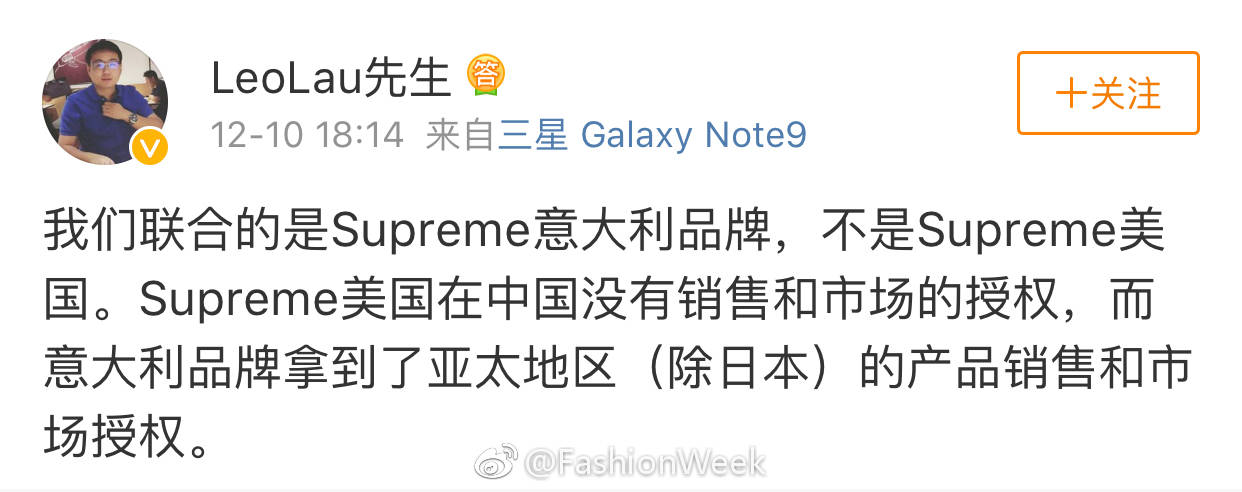 LeoLau先生 答
+关注
12-10 18:14 来自三星 Galaxy Note9
我们联合的是Supreme意大利品牌，不是Supreme美
国。Supreme美国在中国没有销售和市场的授权，而
意大利品牌拿到了亚太地区（除日本）的产品销售和市
场授权。
@FashionWeek